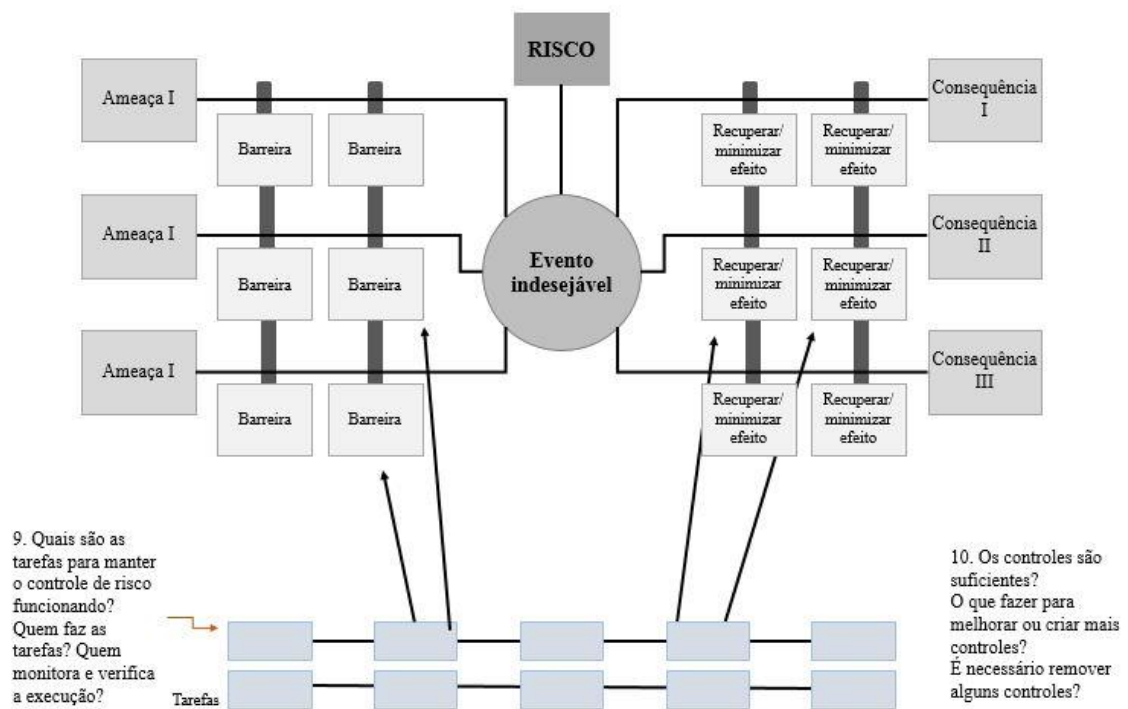 RISCO
Ameaça I
Consequência
I
Barreira
Barreira
Recuperar/
minimizar
efeito
Recuperar/
minimizar
efeito
Ameaça I
Consequência
II
Evento
indesejável
Barreira
Barreira
Recuperar/
minimizar
efeito
Recuperar/
minimizar
efeito
Ameaça I
Consequência
III
Barreira
Barreira
Recuperar/
minimizar
efeito
Recuperar/
minimizar
efeito
9. Quais são as
tarefas para manter
o controle de risco
funcionando?
Quem faz as
tarefas? Quem
monitora e verifica
a execução?
Tarefas
10. Os controles são
suficientes?
O que fazer para
melhorar ou criar mais
controles?
É necessário remover
alguns controles?